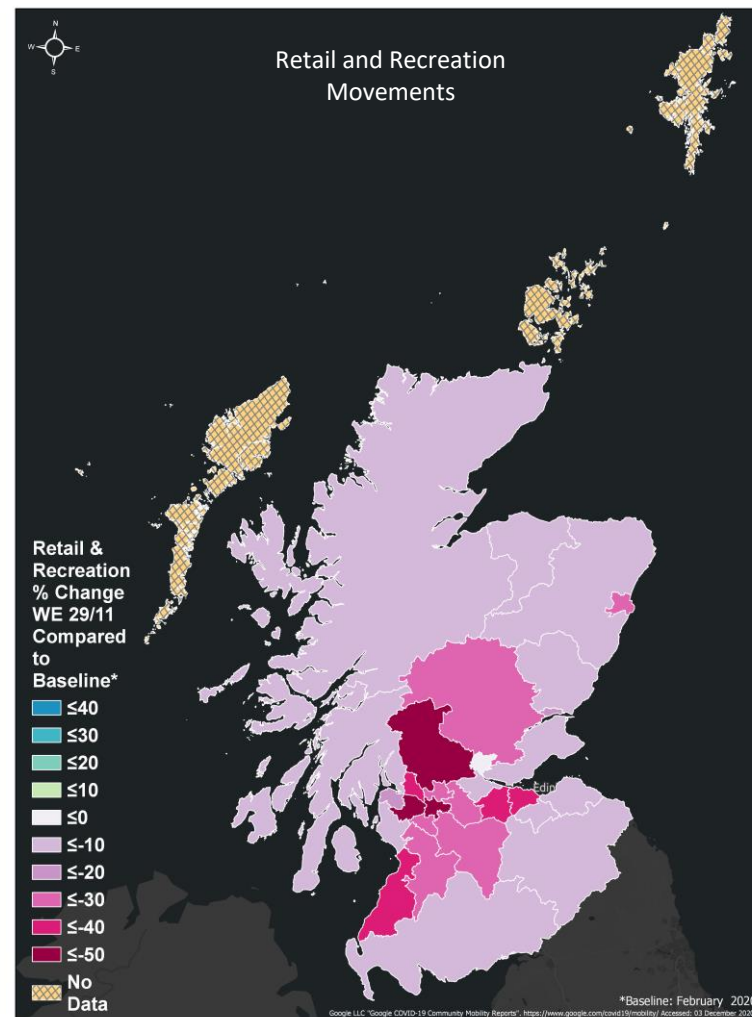 N
W
E
S
Retail and Recreation
Movements
Retail &
Recreation
% Change
WE 29/11
Compared
to
Baseline*
≤40
≤30
≤20
≤10
≤0
≤-10
≤-20
≤-30
≤-40
≤-50
No
Data
Edin
*Baseline: February 2020
Google LLC "Google COVID-19 Community Mobility Reports". https://www.google.com/covid19/mobility/ Accessed: 03 December 2020